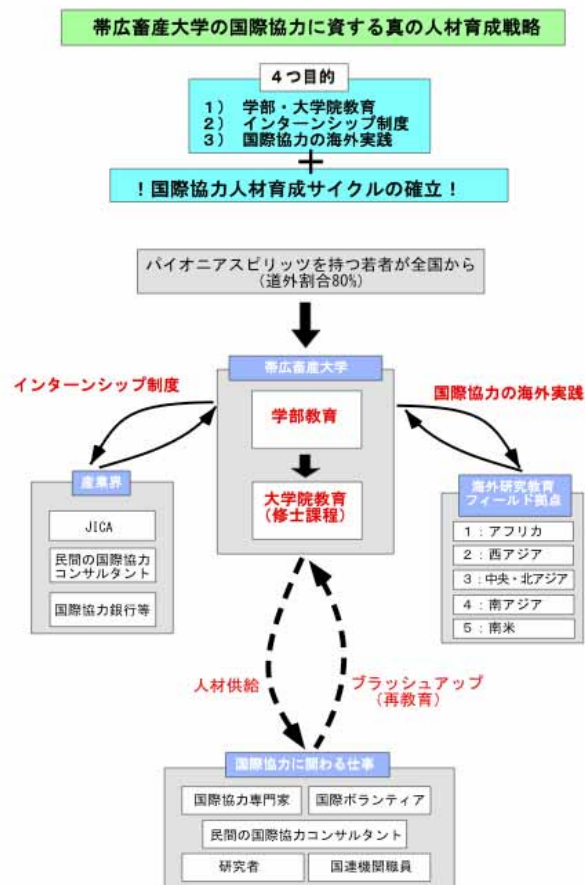 帯広畜産大学の国際協力に資する真の人材育成戦略
4つ目的
1) 学部・大学院教育
2) インターンシップ制度
3) 国際協力の海外実践
+
!国際協力人材育成サイクルの確立!
パイオニアスピリッツを持つ若者が全国から
(道外割合80%)
帯広畜産大学
インターンシップ制度
国際協力の海外実践
学部教育
大学院教育
(修士課程)
産業界
JICA
民間の国際協力
コンサルタント
国際協力銀行等
海外研究教育
フィールド拠点
1:アフリカ
2:西アジア
3:中央・北アジア
4:南アジア
5:南米
人材供給
ブラッシュアップ
(再教育)
国際協力に関わる仕事
国際協力専門家
国際ボランティア
民間の国際協力コンサルタント
研究者
国連機関職員